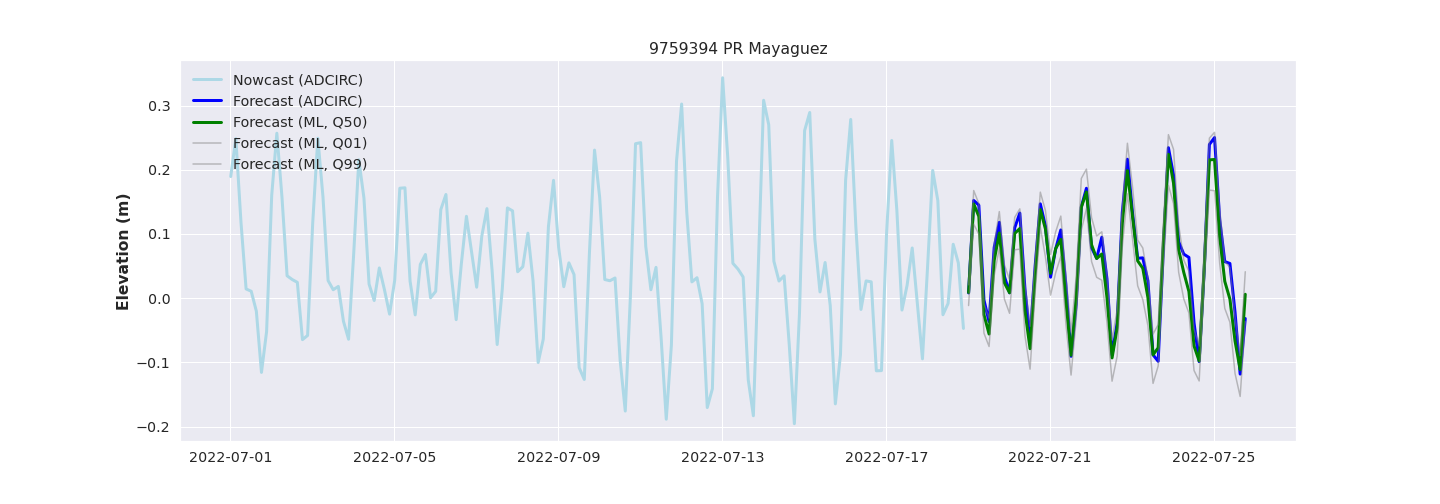 9759394 PR Mayaguez
Nowcast (ADCIRC)
Forecast (ADCIRC)
Forecast (ML, Q50)
Forecast (ML, Q01)
Forecast (ML, Q99)
Elevation (m)
0.3
0.2
0.1
0.0
−0.1
−0.2
2022-07-01 2022-07-05 2022-07-09 2022-07-13 2022-07-17 2022-07-21 2022-07-25